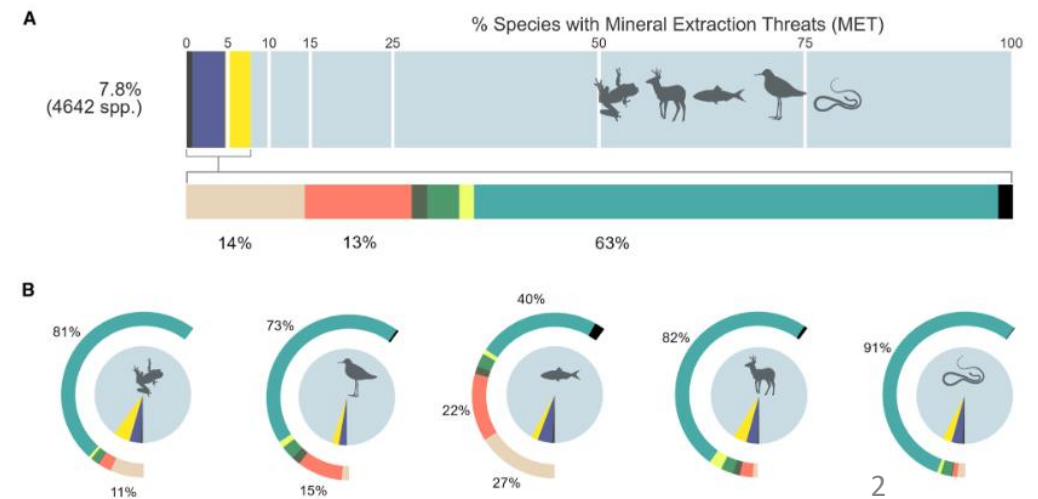 A
% Species with Mineral Extraction Threats (MET)
0 5 10 15 25 50 75 100
7.8%
(4642 spp.)
14% 13% 63%
B
81% 73% 40% 82% 91%
22%
11% 15% 27%
2